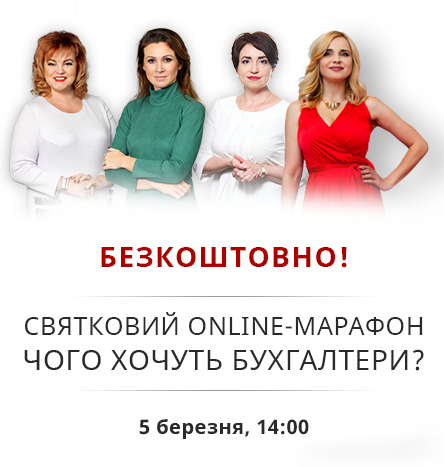 БЕЗКОШТОВНО!
СВЯТКОВИЙ ONLINE-МАРАФОН
ЧОГО ХОЧУТЬ БУХГАЛТЕРИ?
5 березня, 14:00